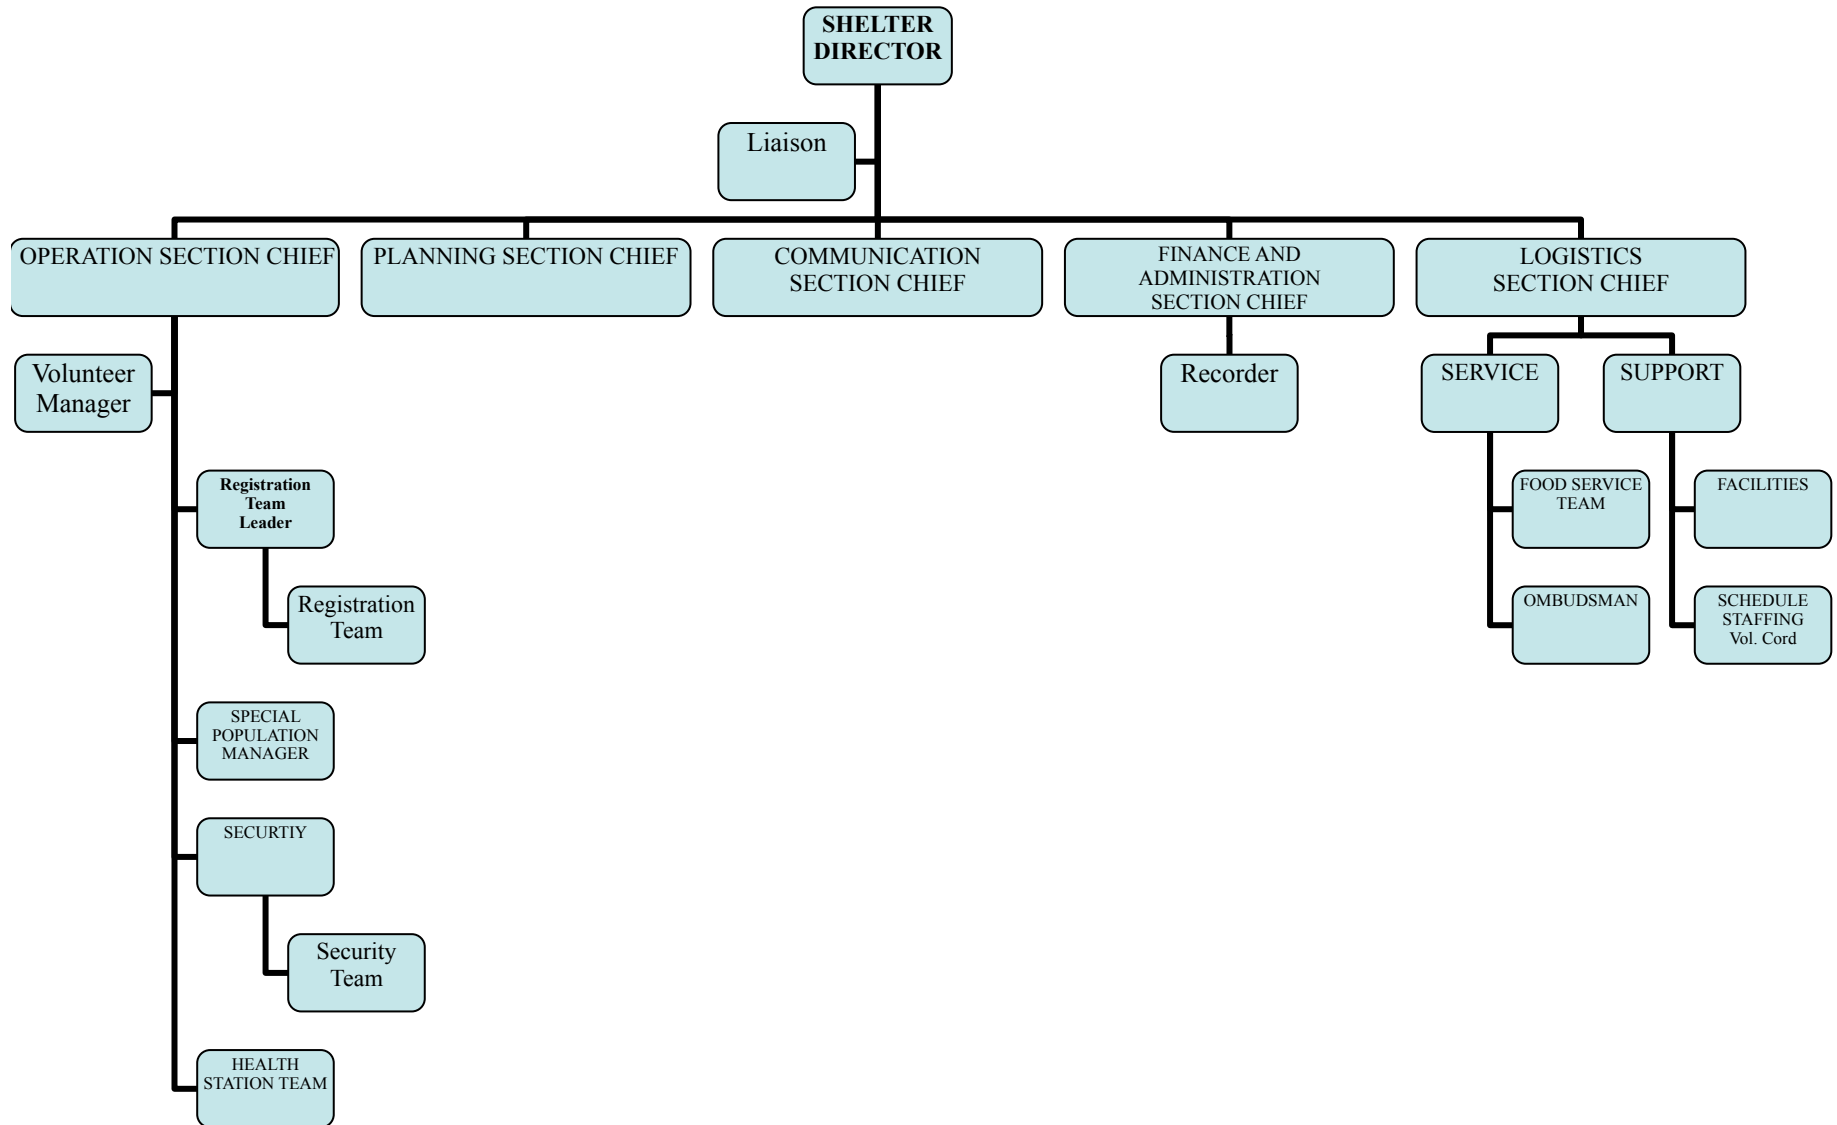 SHELTER
DIRECTOR
Liaison
OPERATION SECTION CHIEF
PLANNING SECTION CHIEF
COMMUNICATION
SECTION CHIEF
FINANCE AND
ADMINISTRATION
SECTION CHIEF
LOGISTICS
SECTION CHIEF
Volunteer
Manager
Recorder
SERVICE
SUPPORT
Registration
Team
Leader
FOOD SERVICE
TEAM
FACILITIES
Registration
Team
OMBUDSMAN
SCHEDULE
STAFFING
Vol. Cord
SPECIAL
POPULATION
MANAGER
SECURTIY
Security
Team
HEALTH
STATION TEAM